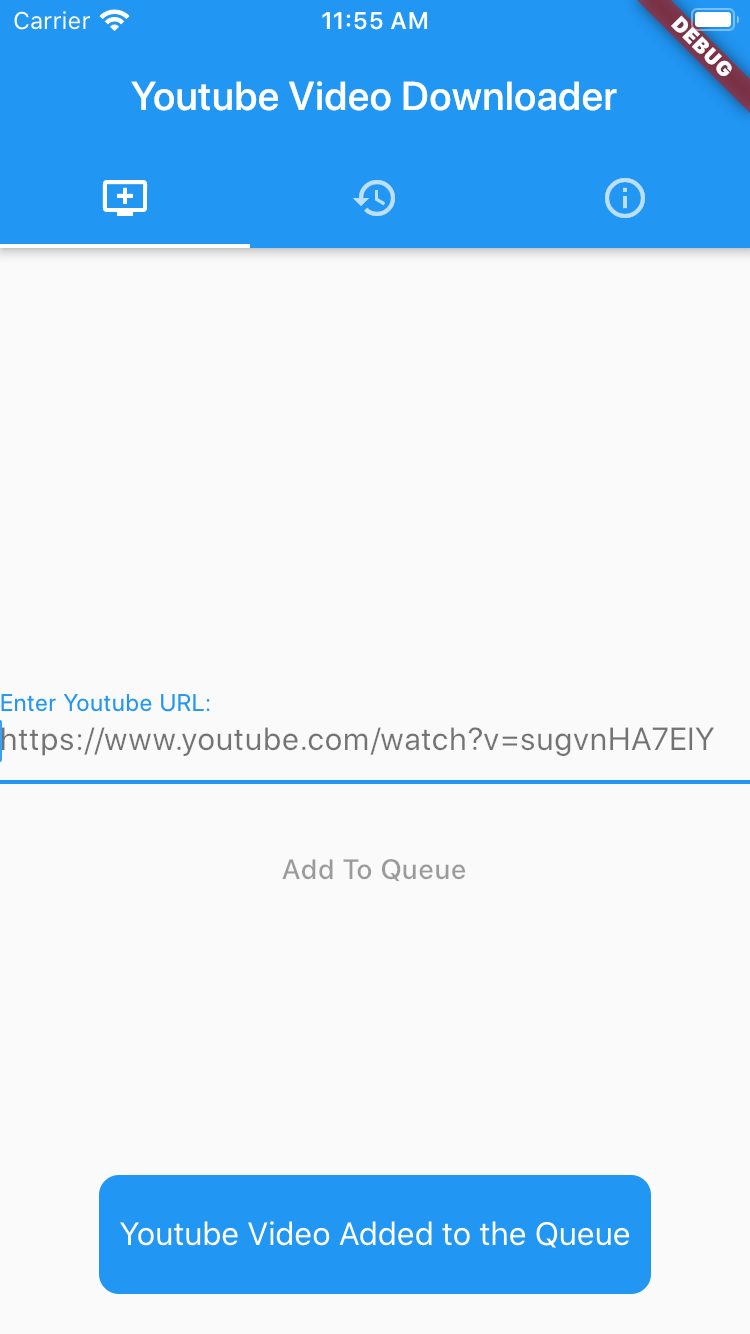 Carrier 11:55 AM
DEBUG
Youtube Video Downloader
Enter Youtube URL:
https://www.youtube.com/watch?v=sugvnHA7ElY
Add To Queue
Youtube Video Added to the Queue